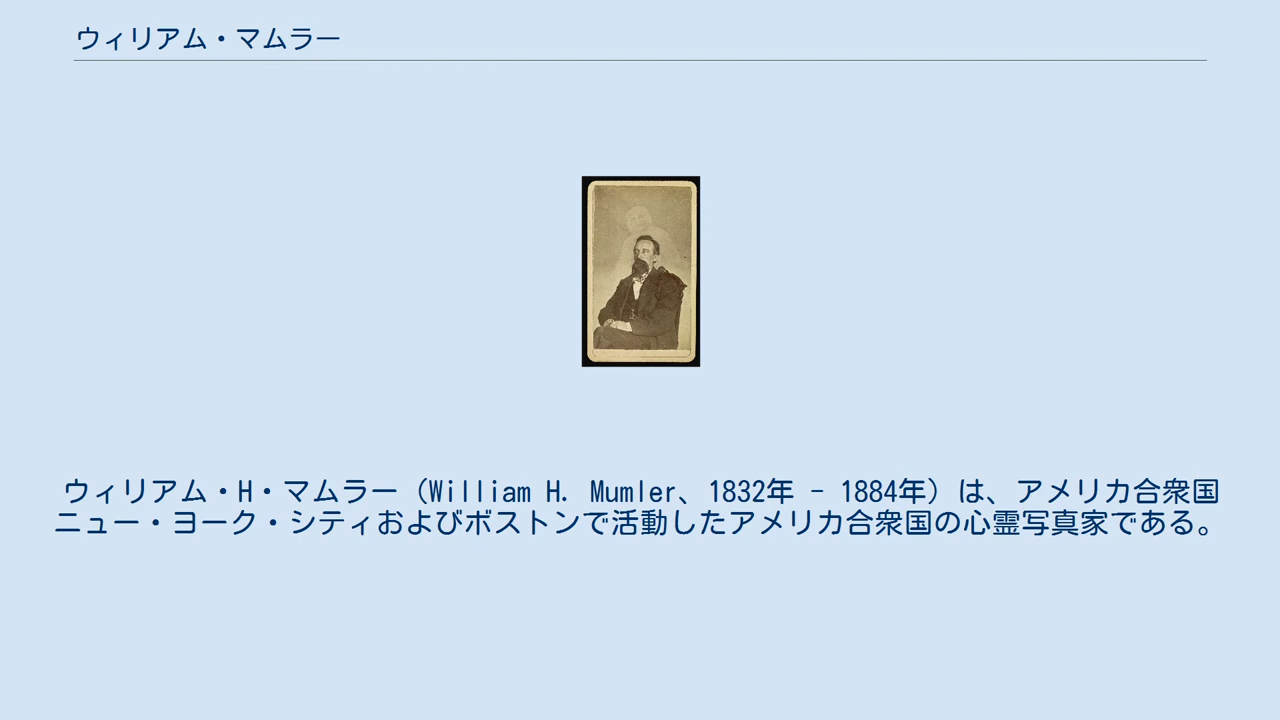 ウィリアム・マムラー
ウィリアム・H・マムラー（William H. Mumler、1832年 - 1884年）は、アメリカ合衆国
ニュー・ヨーク・シティおよびボストンで活動したアメリカ合衆国の心霊写真家である。